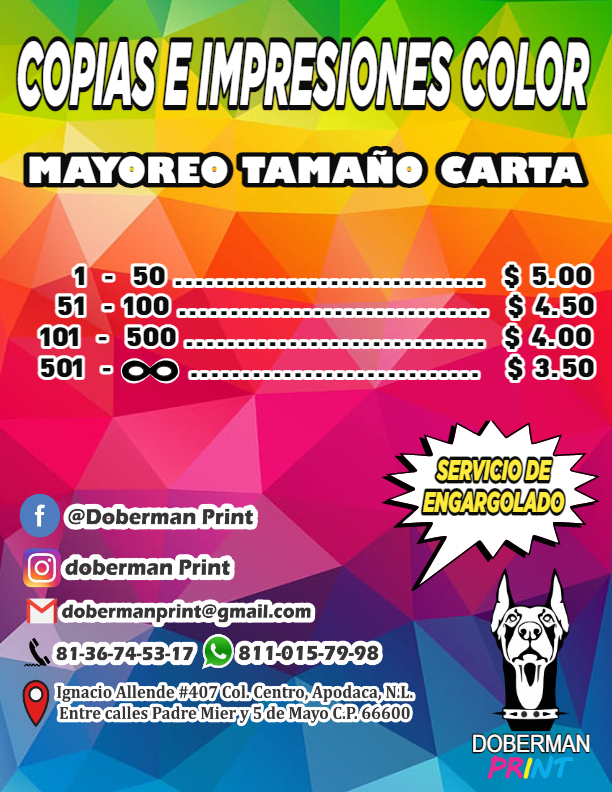 COPIAS E IMPRESIONES COLOR
MAYOREO TAMAÑO CARTA
1 - 50 ................................ $ 5.00
51 - 100 ................................ $ 4.50
101 - 500 ............................... $ 4.00
501 - ∞ .............................. $ 3.50
SERVICIO DE
ENGARGOLADO
@Doberman Print
doberman Print
dobermanprint@gmail.com
81-36-74-53-17 811-015-79-98
Ignacio Allende #407 Col. Centro, Apodaca, N.L.
Entre calles Padre Mier y 5 de Mayo C.P. 66600
DOBERMAN
PRINT